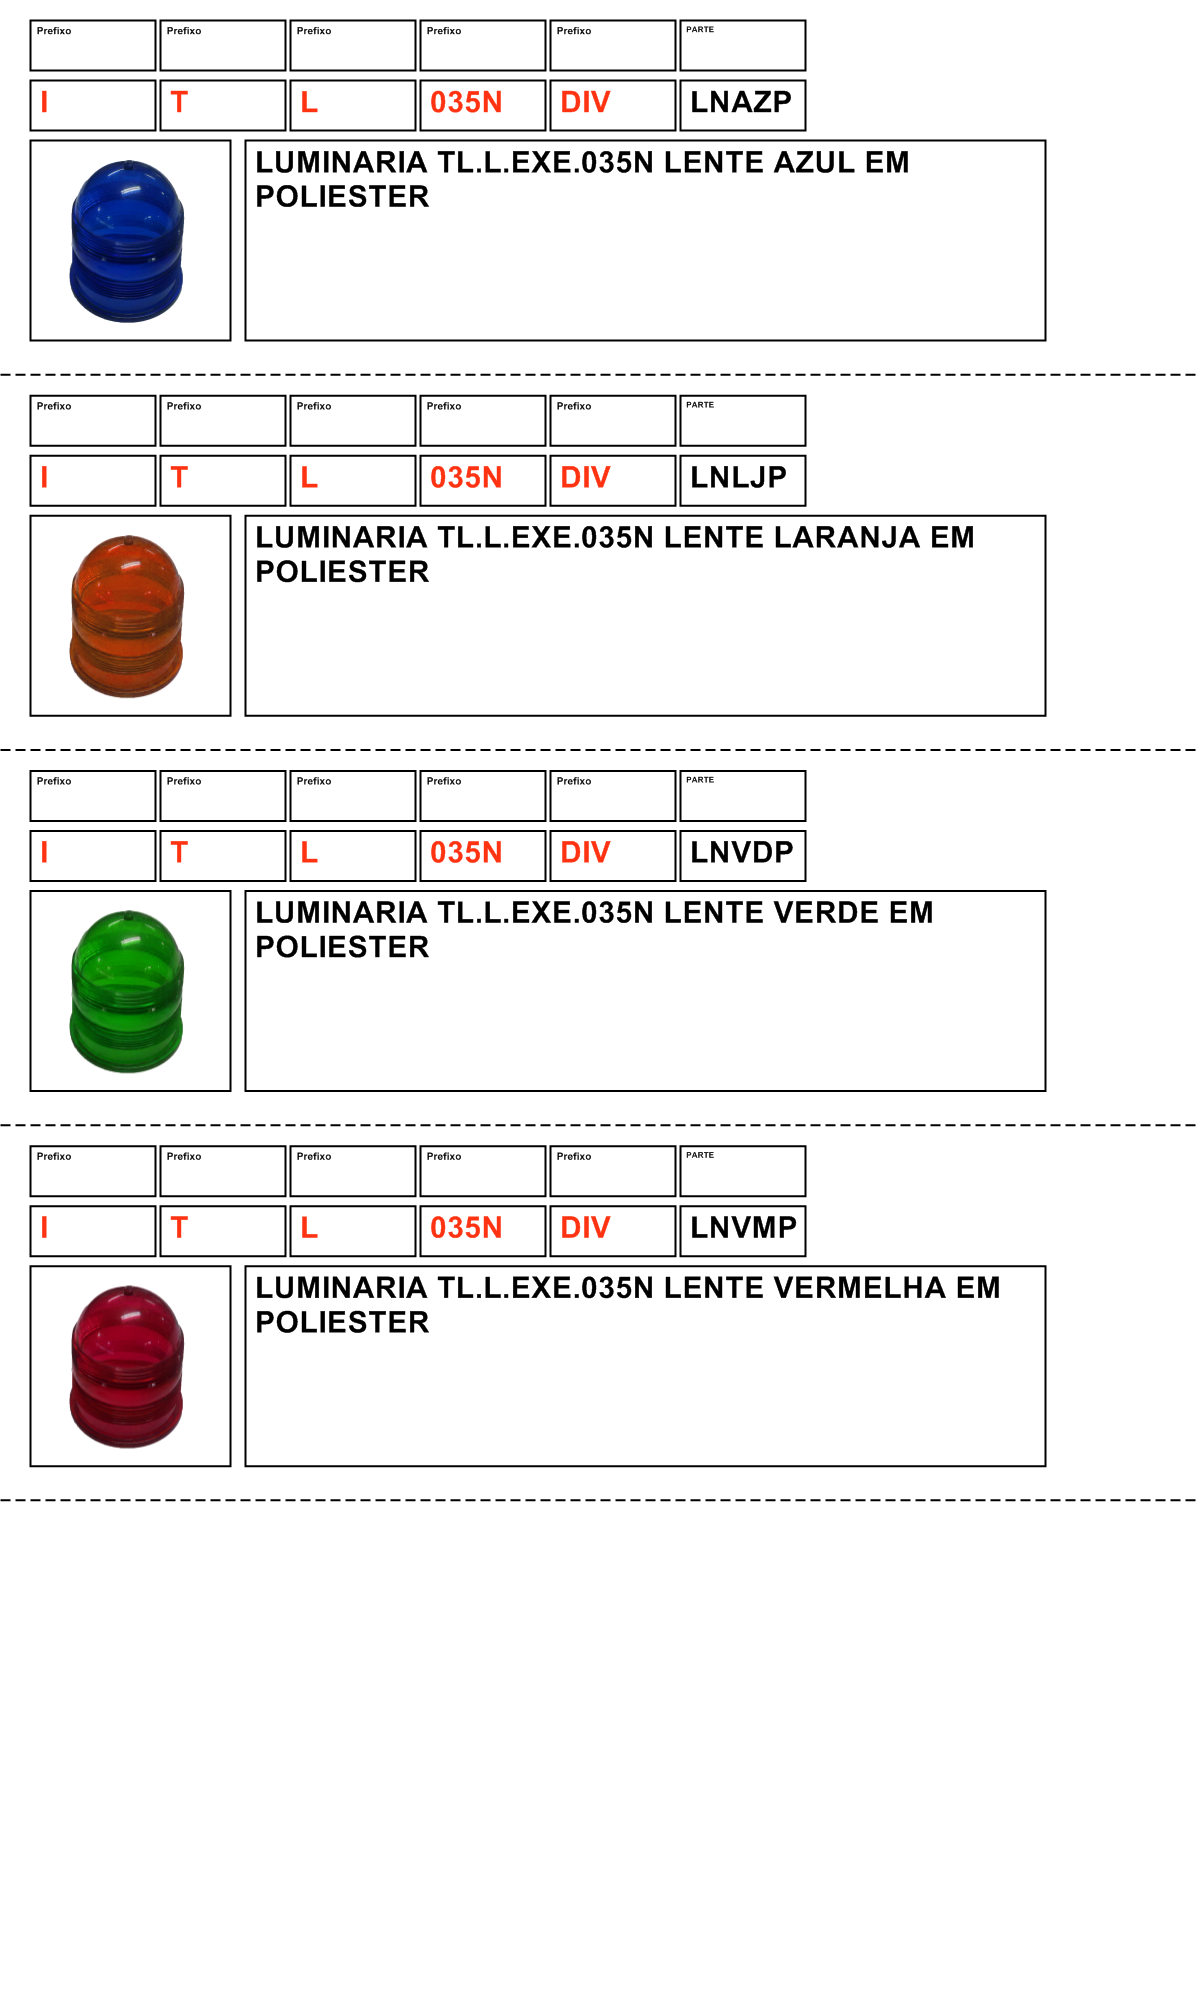 Prefixo Prefixo Prefixo Prefixo Prefixo PARTE
I T L 035N DIV LNAZP
LUMINARIA TL.L.EXE.035N LENTE AZUL EM
POLIESTER
Prefixo Prefixo Prefixo Prefixo Prefixo PARTE
I T L 035N DIV LNLJP
LUMINARIA TL.L.EXE.035N LENTE LARANJA EM
POLIESTER
Prefixo Prefixo Prefixo Prefixo Prefixo PARTE
I T L 035N DIV LNVDP
LUMINARIA TL.L.EXE.035N LENTE VERDE EM
POLIESTER
Prefixo Prefixo Prefixo Prefixo Prefixo PARTE
I T L 035N DIV LNVMP
LUMINARIA TL.L.EXE.035N LENTE VERMELHA EM
POLIESTER